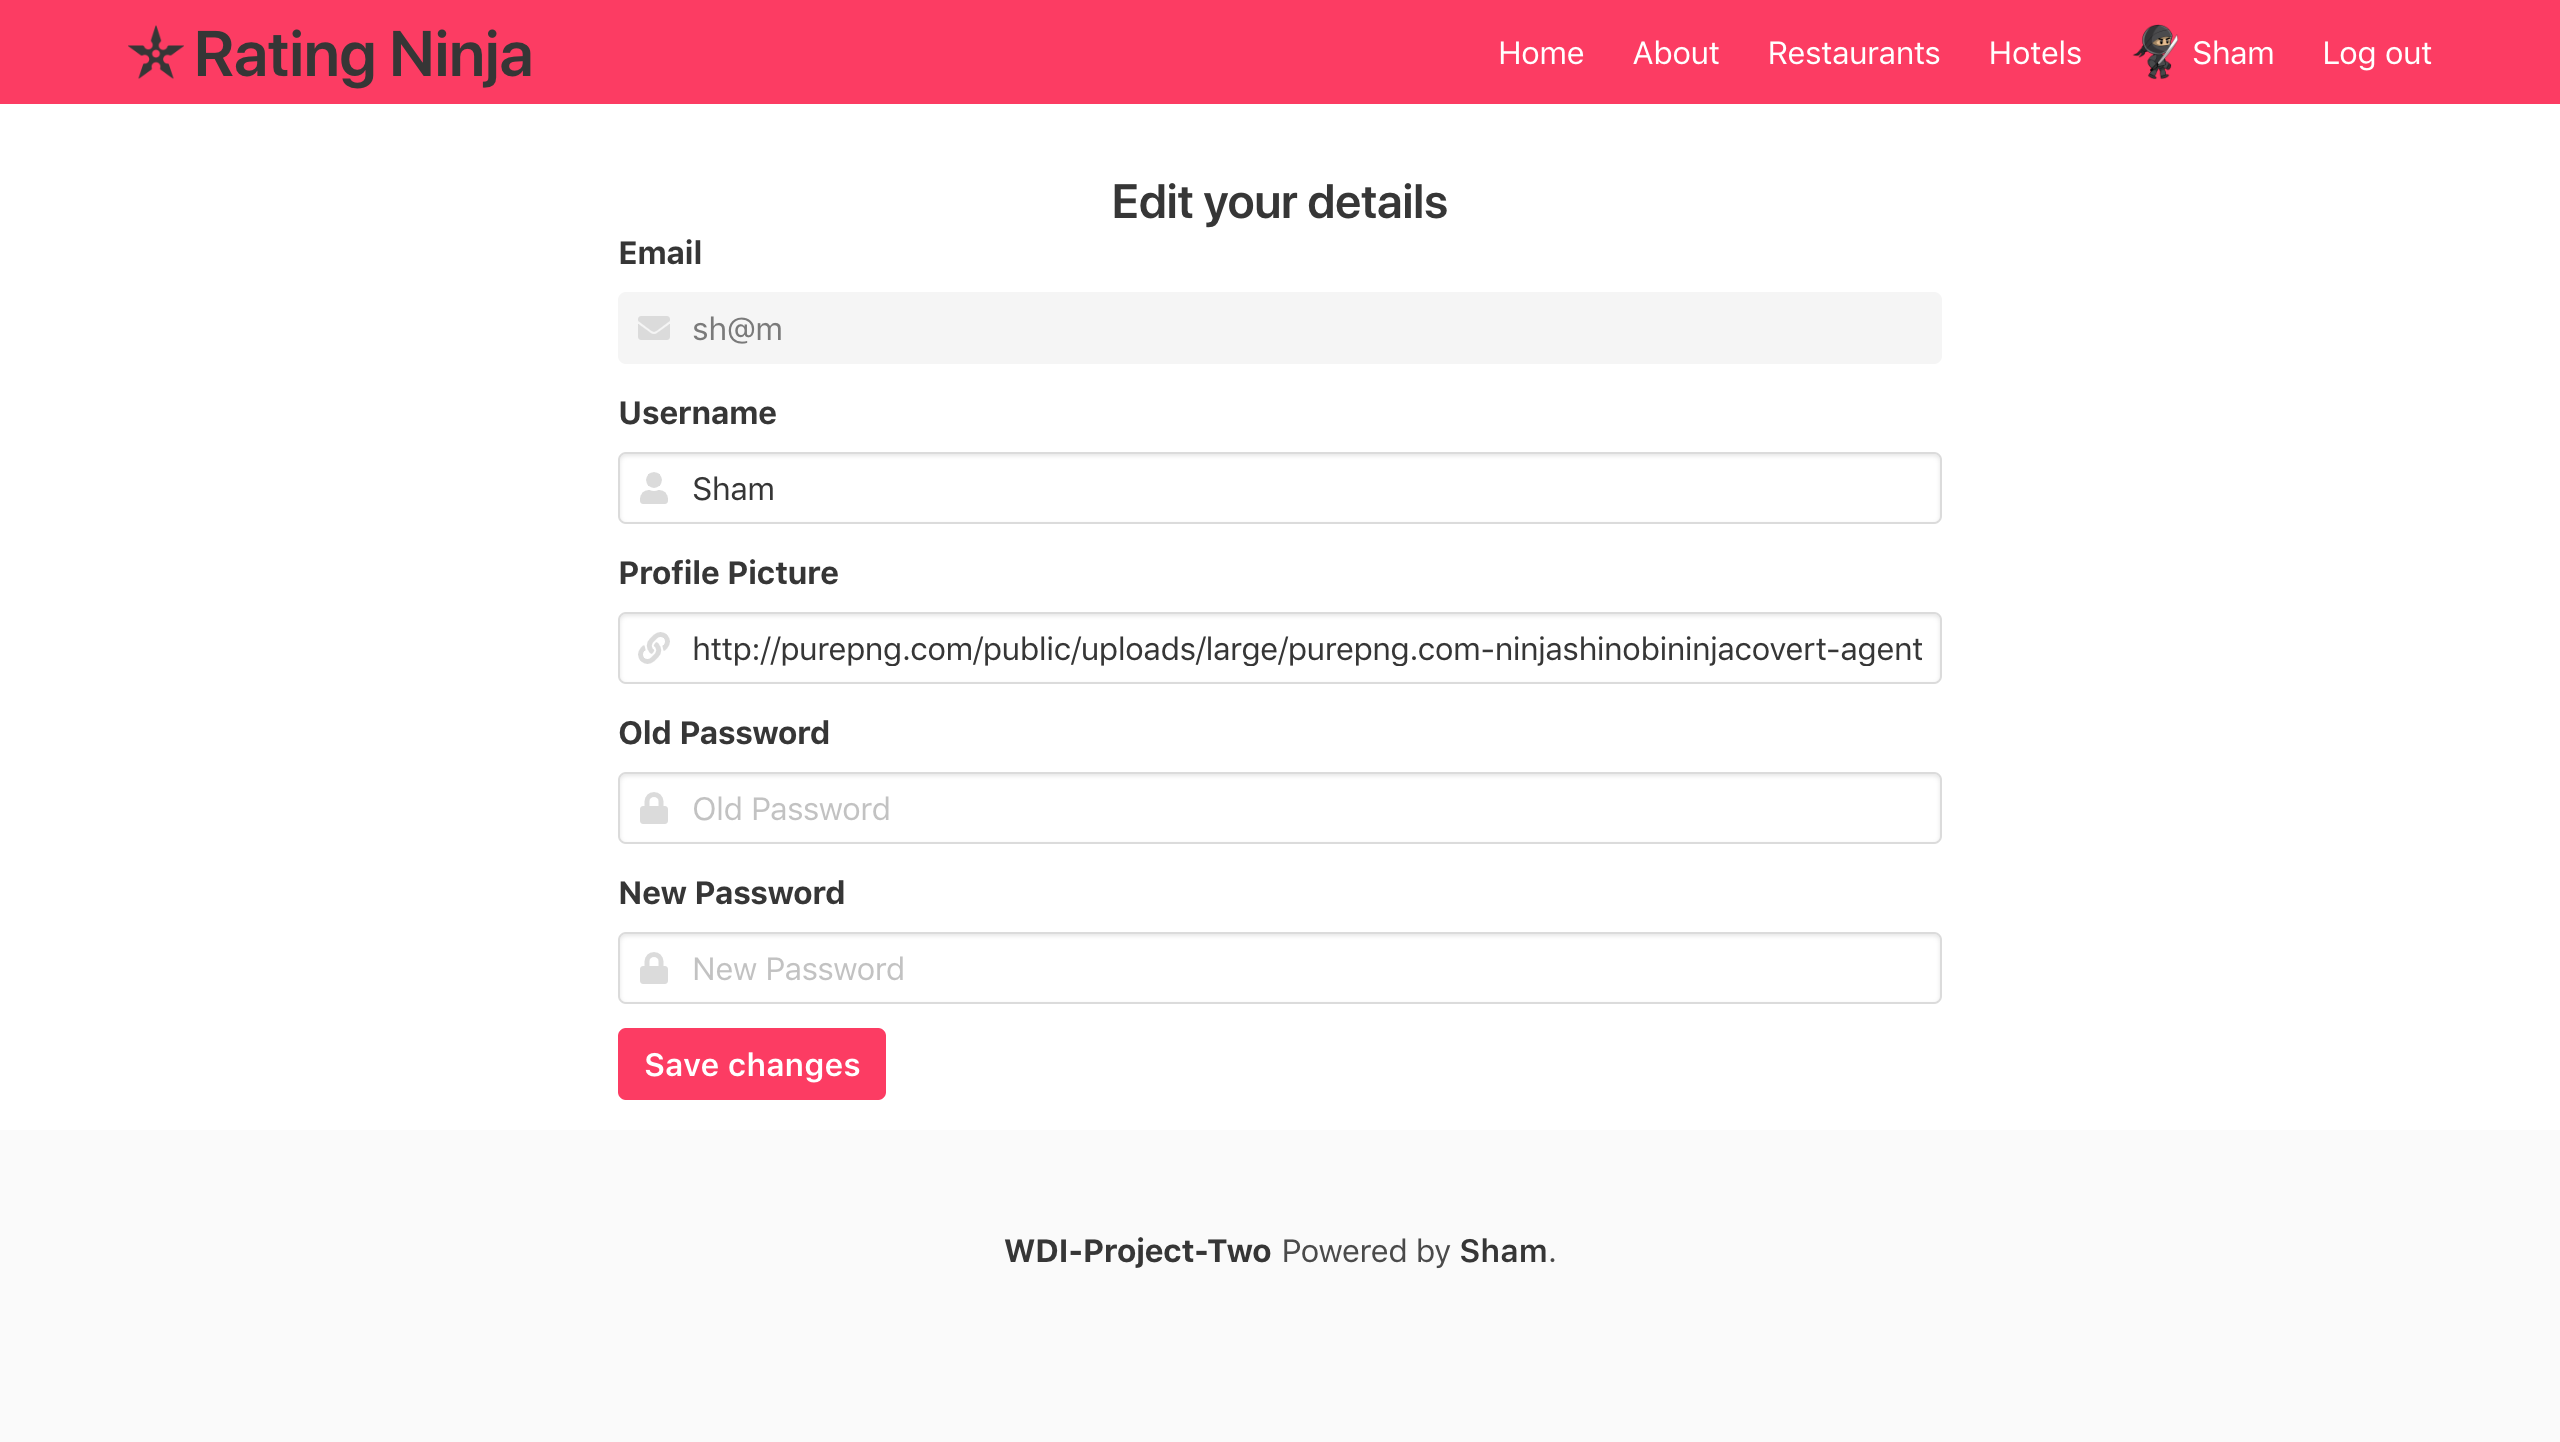 Rating Ninja
Home About Restaurants Hotels Sham Log out
Edit your details
Email
sh@m
Username
Sham
Profile Picture
http://purepng.com/public/uploads/large/purepng.com-ninjashinobininjacovert-agent
Old Password
Old Password
New Password
New Password
Save changes
WDI-Project-Two Powered by Sham.